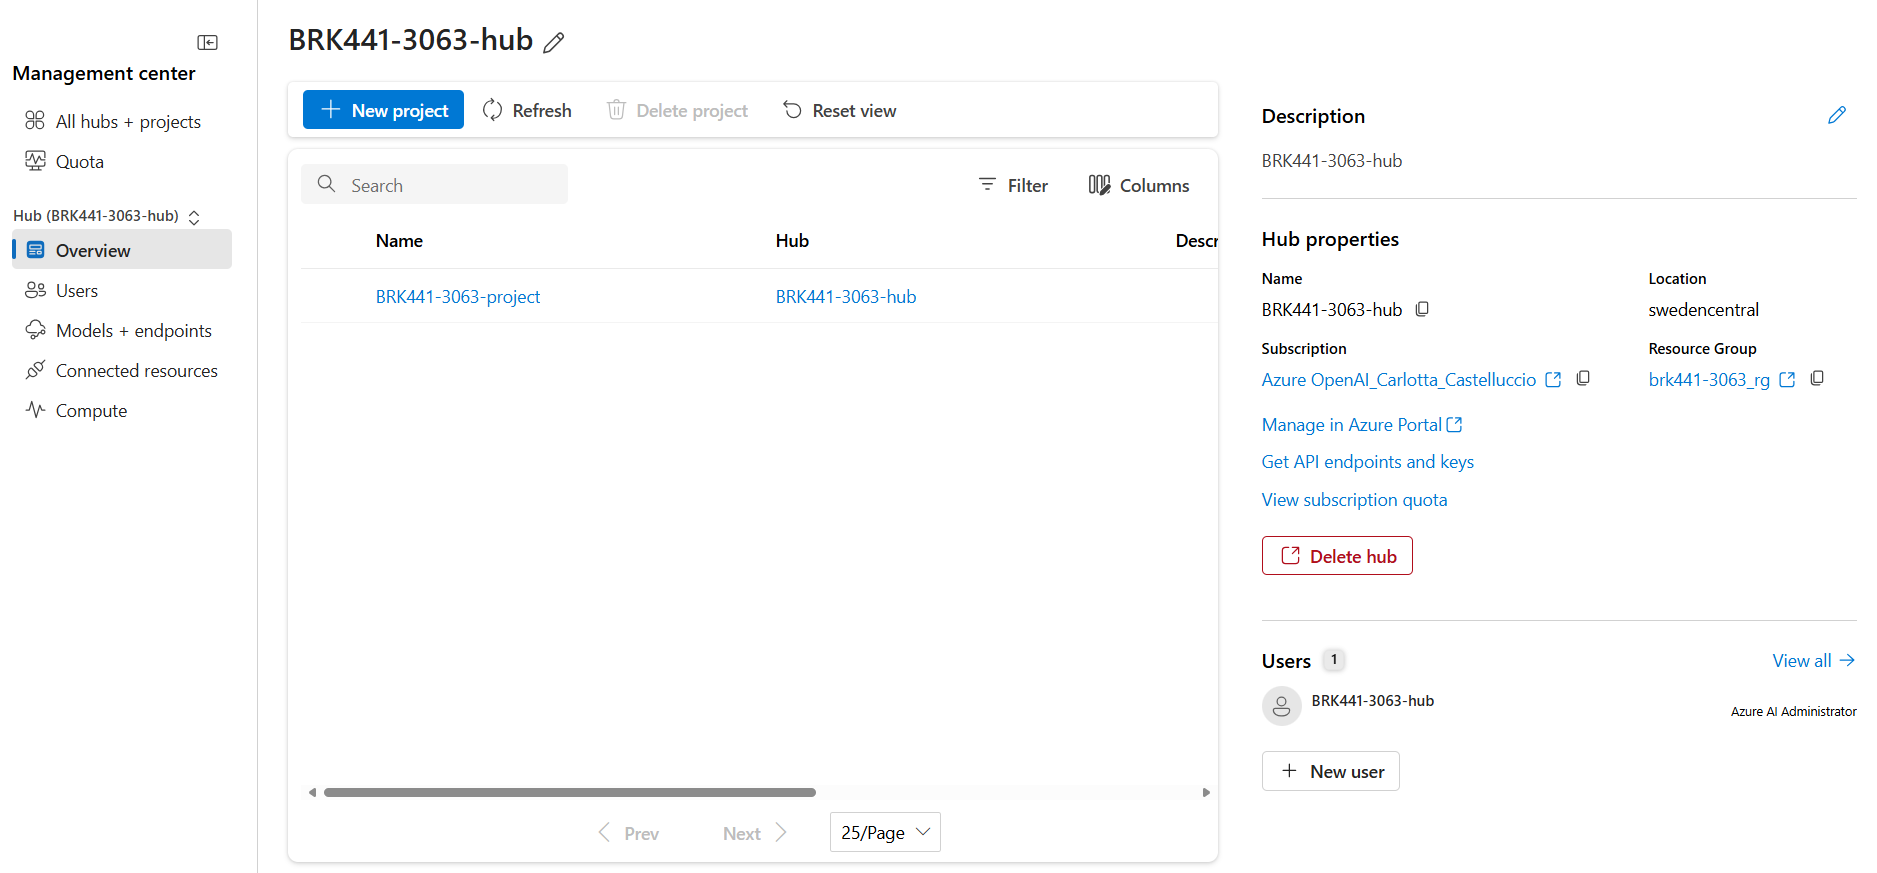 Management center
All hubs + projects
Quota
Hub (BRK441-3063-hub)
Overview
Users
Models + endpoints
Connected resources
Compute
BRK441-3063-hub
New project
Refresh
Delete project
Reset view
Search
Filter
Columns
Name
Hub
Descr
BRK441-3063-project
BRK441-3063-hub
Prev
Next
25/Page
Description
BRK441-3063-hub
Hub properties
Name
Location
BRK441-3063-hub
swedencentral
Subscription
Resource Group
Azure OpenAI_Carlotta_Castelluccio
brk441-3063_rg
Manage in Azure Portal
Get API endpoints and keys
View subscription quota
Delete hub
Users 1
View all
BRK441-3063-hub
Azure AI Administrator
New user